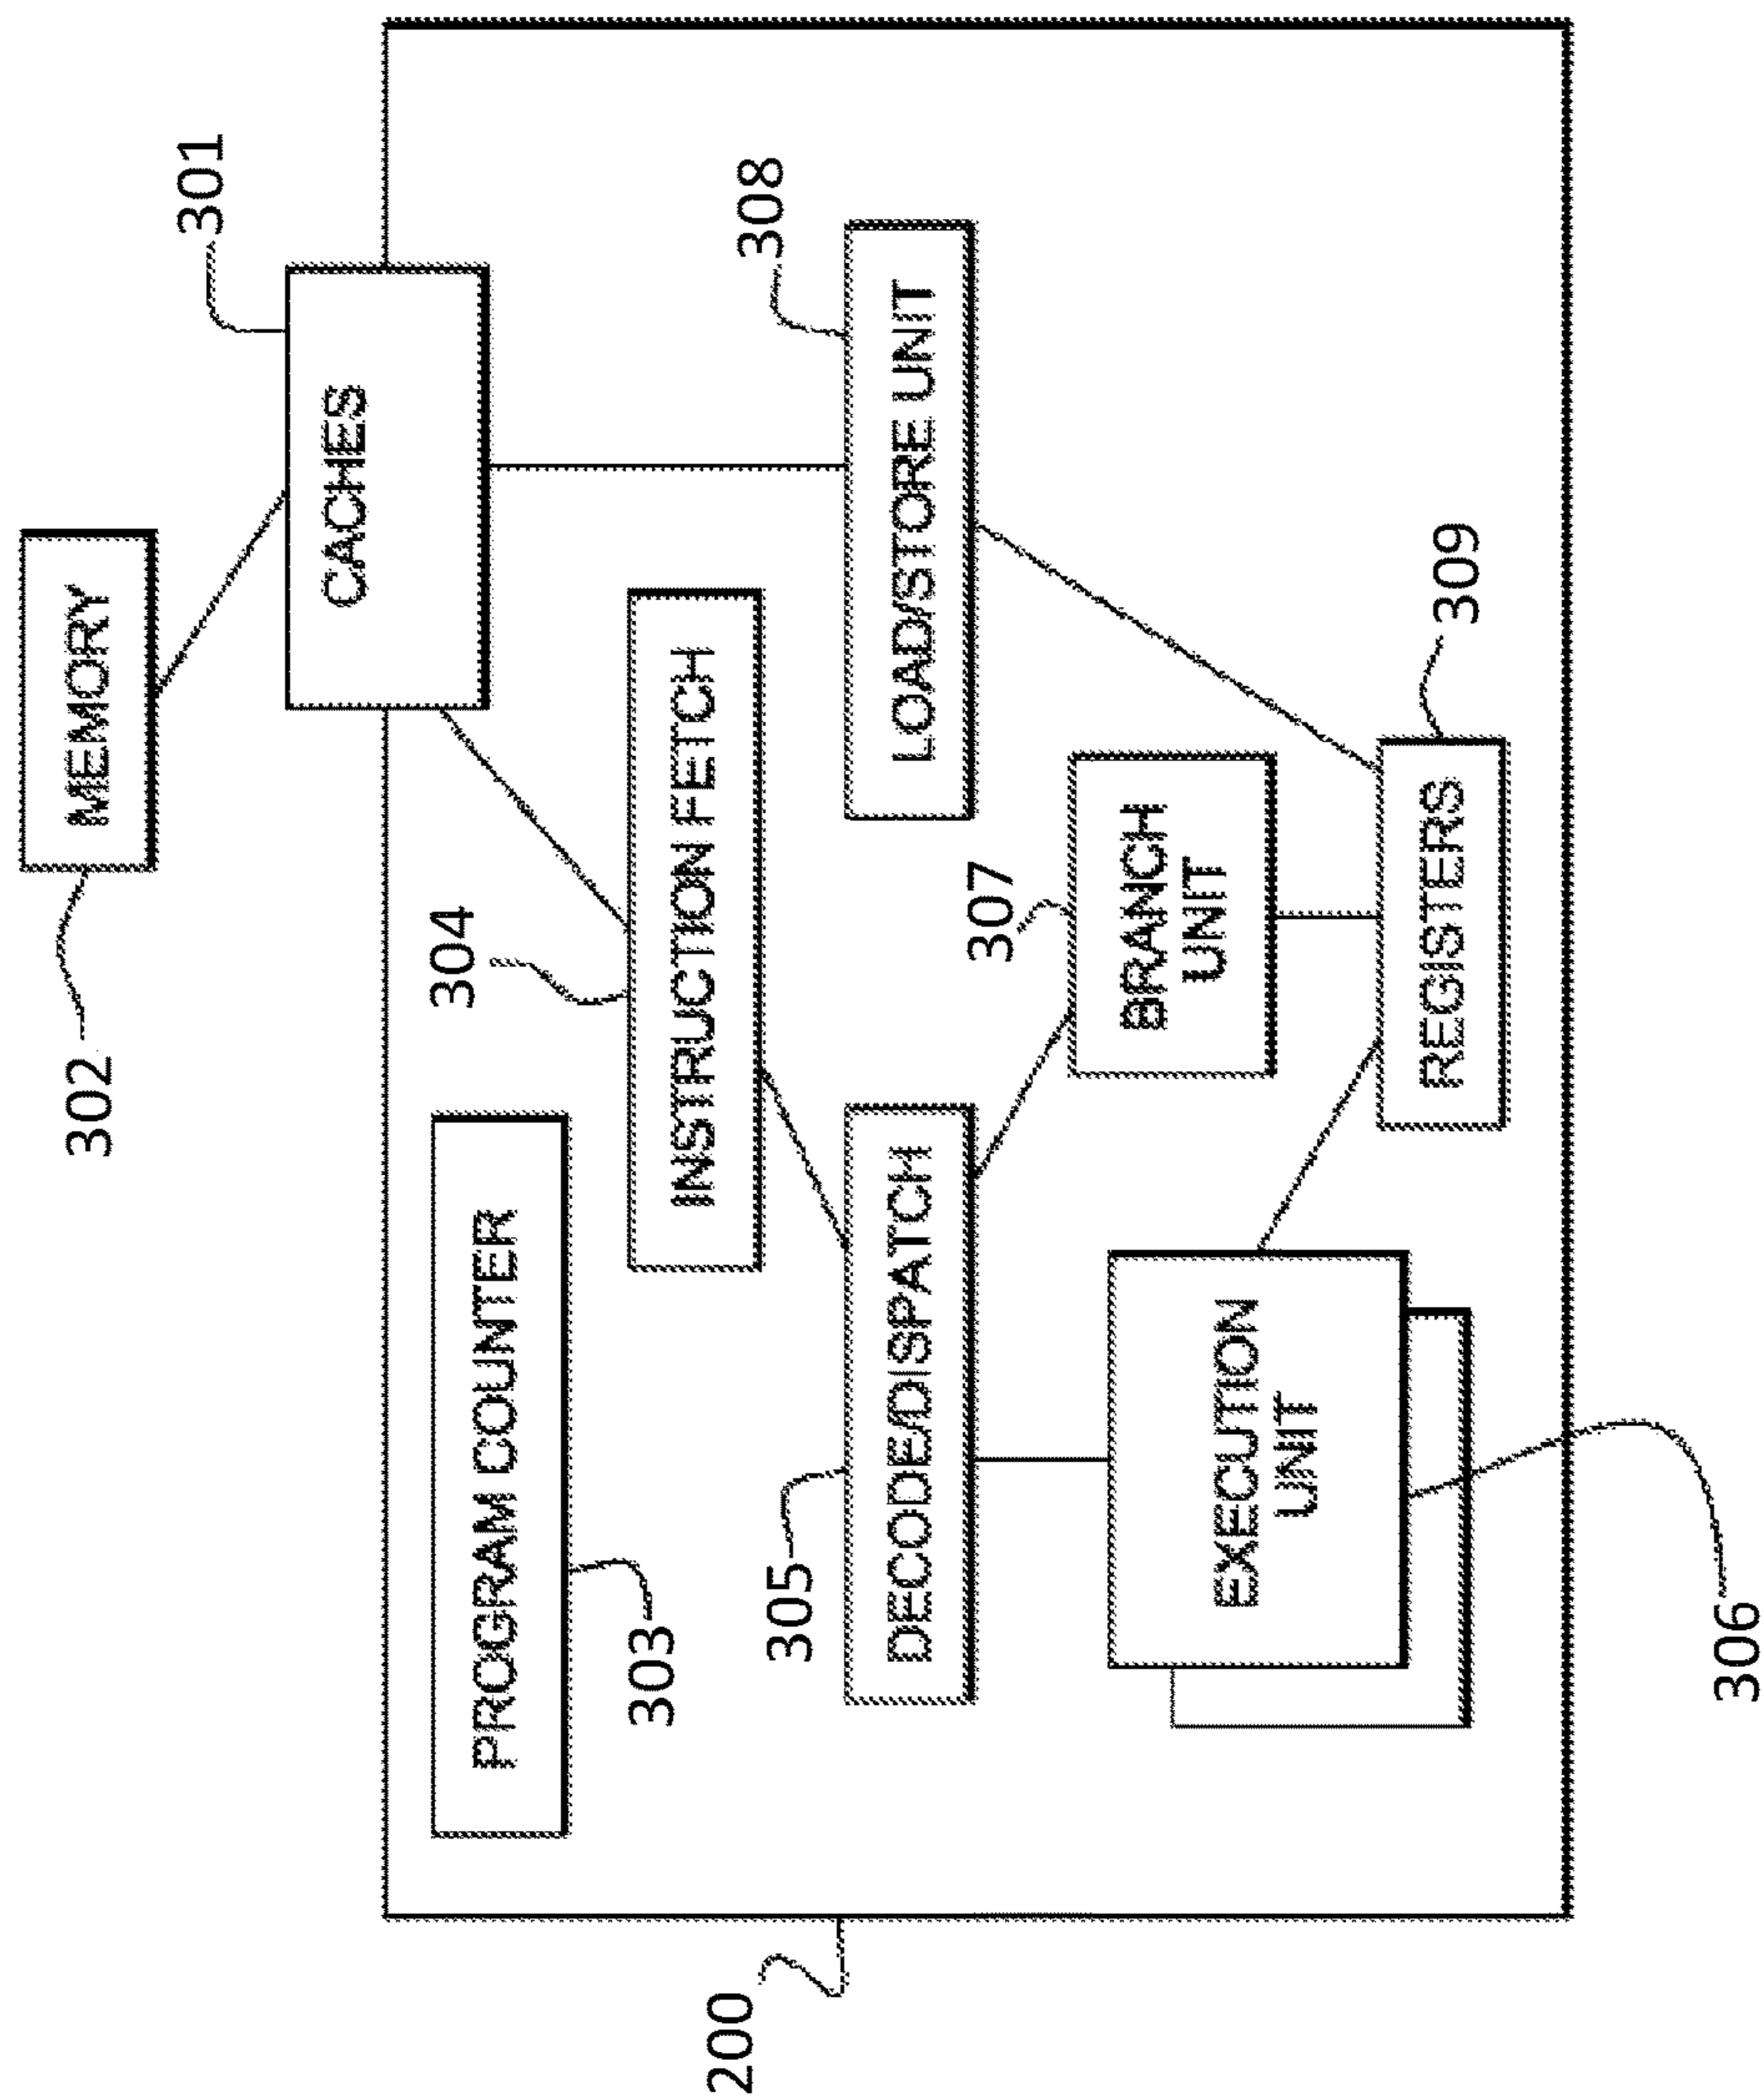 302
MEMORY
301
CACHES
200
PROGRAM COUNTER
303
304
INSTRUCTION FETCH
305
DECODE/DISPATCH
308
LOAD/STORE UNIT
307
BRANCH
UNIT
EXECUTION
UNIT
306
REGISTERS
309